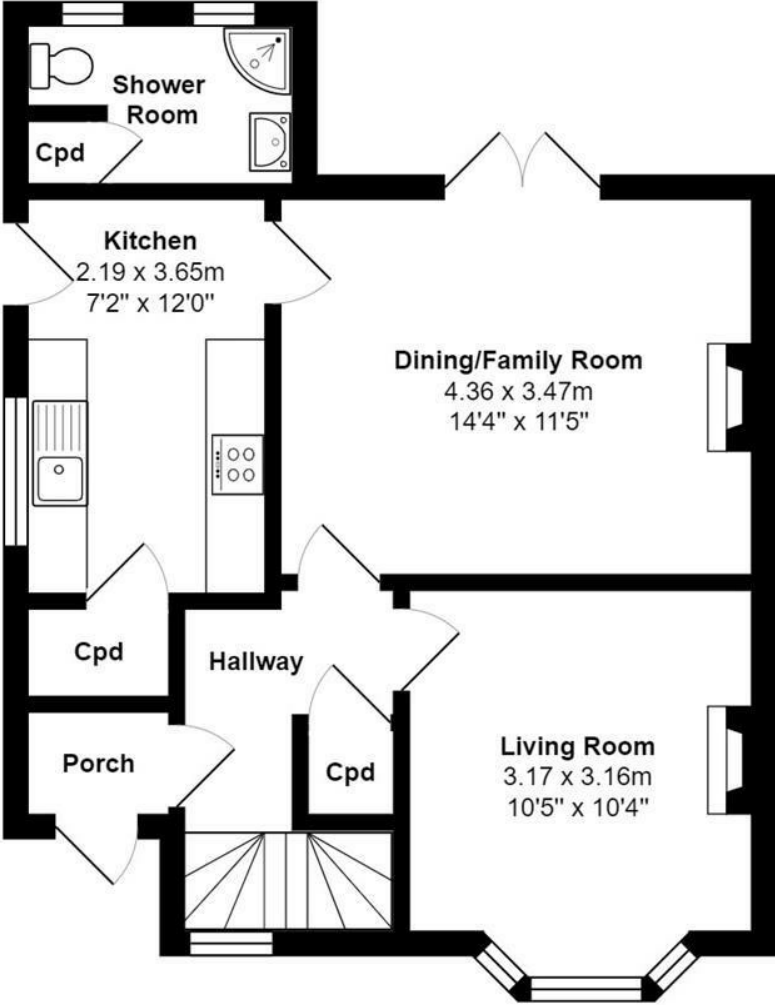 Shower
Room
Cpd
Kitchen
2.19 x 3.65m
7'2" x 12'0"
Dining/Family Room
4.36 x 3.47m
14'4" x 11'5"
Cpd
Hallway
Porch
Cpd
Living Room
3.17 x 3.16m
10'5" x 10'4"